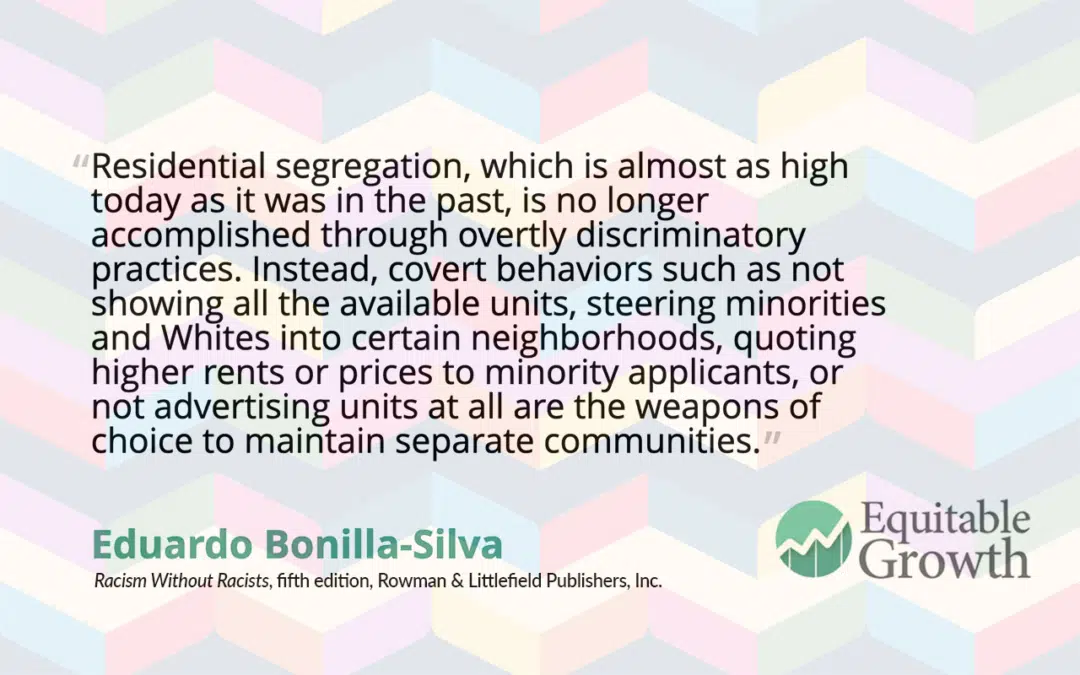 “Residential segregation, which is almost as high
today as it was in the past, is no longer
accomplished through overtly discriminatory
practices. Instead, covert behaviors such as not
showing all the available units, steering minorities
and Whites into certain neighborhoods, quoting
higher rents or prices to minority applicants, or
not advertising units at all are the weapons of
choice to maintain separate communities.”
Eduardo Bonilla-Silva
Racism Without Racists, fifth edition, Rowman & Littlefield Publishers, Inc.
Equitable
Growth